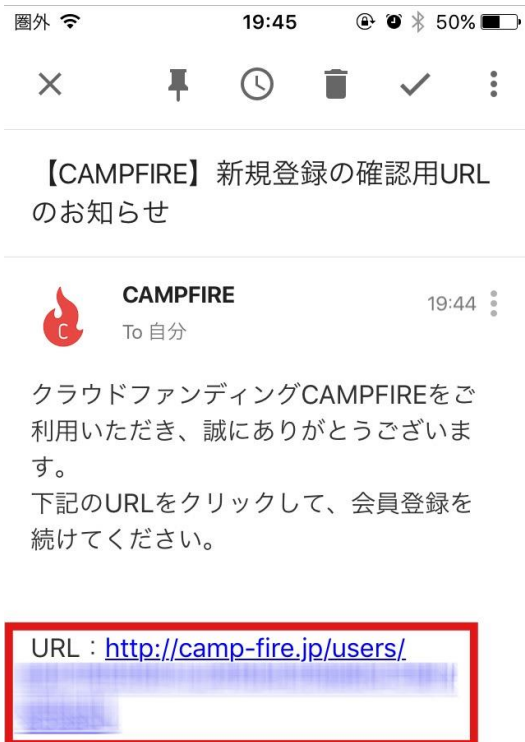 圏外 19:45 50%
【CAMPFIRE】新規登録の確認用URL
のお知らせ
CAMPFIRE 19:44
To 自分
C
クラウドファンディングCAMPFIREをご
利用いただき、誠にありがとうございま
す。
下記のURLをクリックして、会員登録を
続けてください。
URL：http://camp-fire.jp/users/